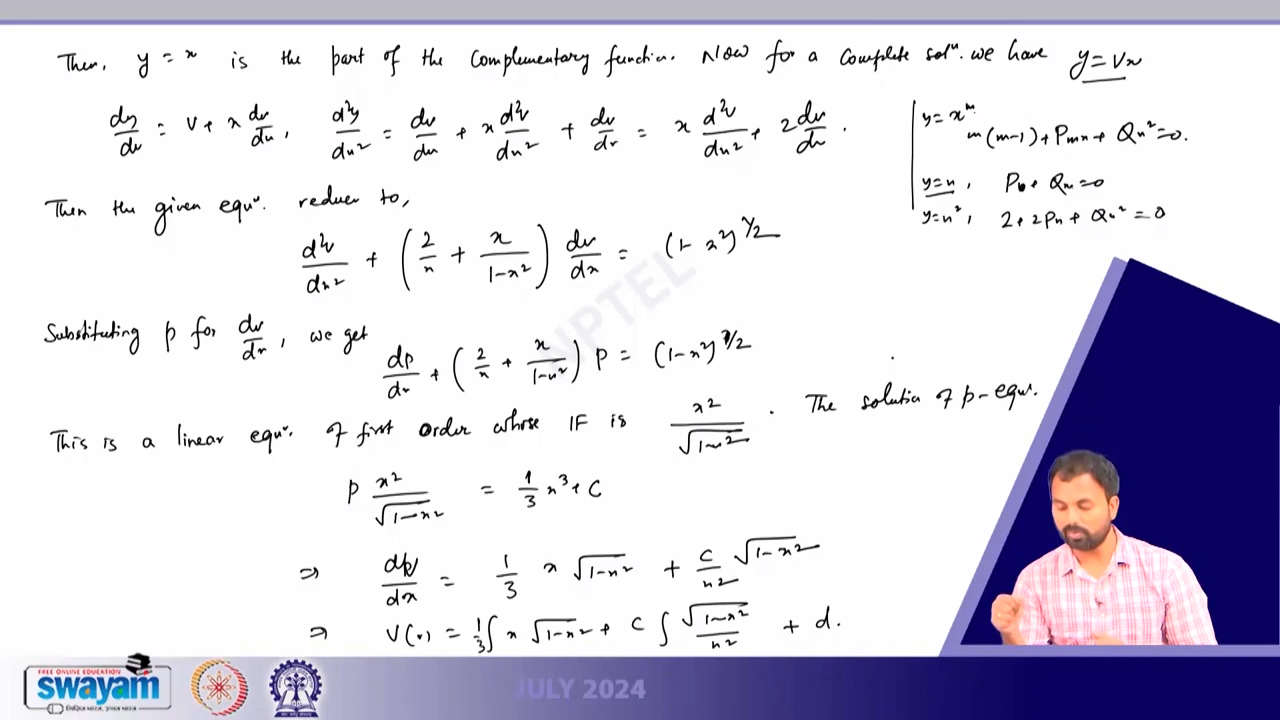 Then, y = x is the part of the complementary function. Now for a complete solⁿ. we have y = vx
dy/dx = v + x dv/dx, d²y/dx² = dv/dx + x d²v/dx² + dv/dx = x d²v/dx² + 2 dv/dx.
y = x^m
m(m-1) + Pmx + Qx² = 0.
y = x, P + Qx = 0
y = x², 2 + 2Px + Qx² = 0
Then the given equⁿ. reduces to,
d²v/dx² + (2/x + x/(1-x²)) dv/dx = (1-x²)^1/2
Substituting p for dv/dx, we get
dp/dx + (2/x + x/(1-x²)) p = (1-x²)^1/2
This is a linear equⁿ. of first order whose IF is x²/√(1-x²). The solution of p-equⁿ.
p x²/√(1-x²) = 1/3 x³ + C
⇒ dv/dx = 1/3 x √(1-x²) + C/x² √(1-x²)
⇒ v(x) = 1/3 ∫ x √(1-x²) + C ∫ √(1-x²)/x² + d.
NPTEL
FREE ONLINE EDUCATION
swayam
JULY 2024